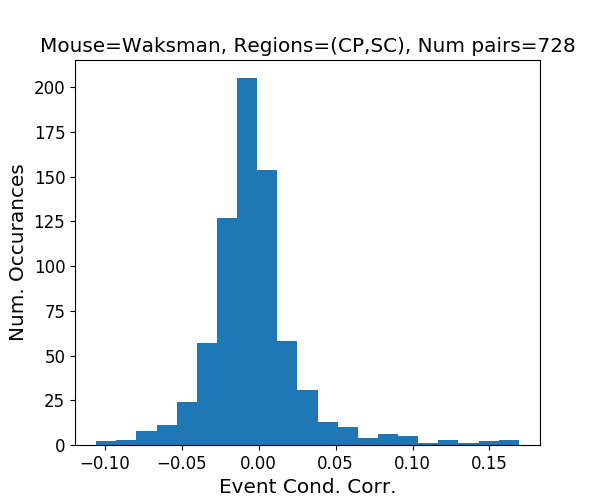 Mouse=Waksman, Regions=(CP,SC), Num pairs=728
Num. Occurances
200
175
150
125
100
75
50
25
0
−0.10 −0.05 0.00 0.05 0.10 0.15
Event Cond. Corr.